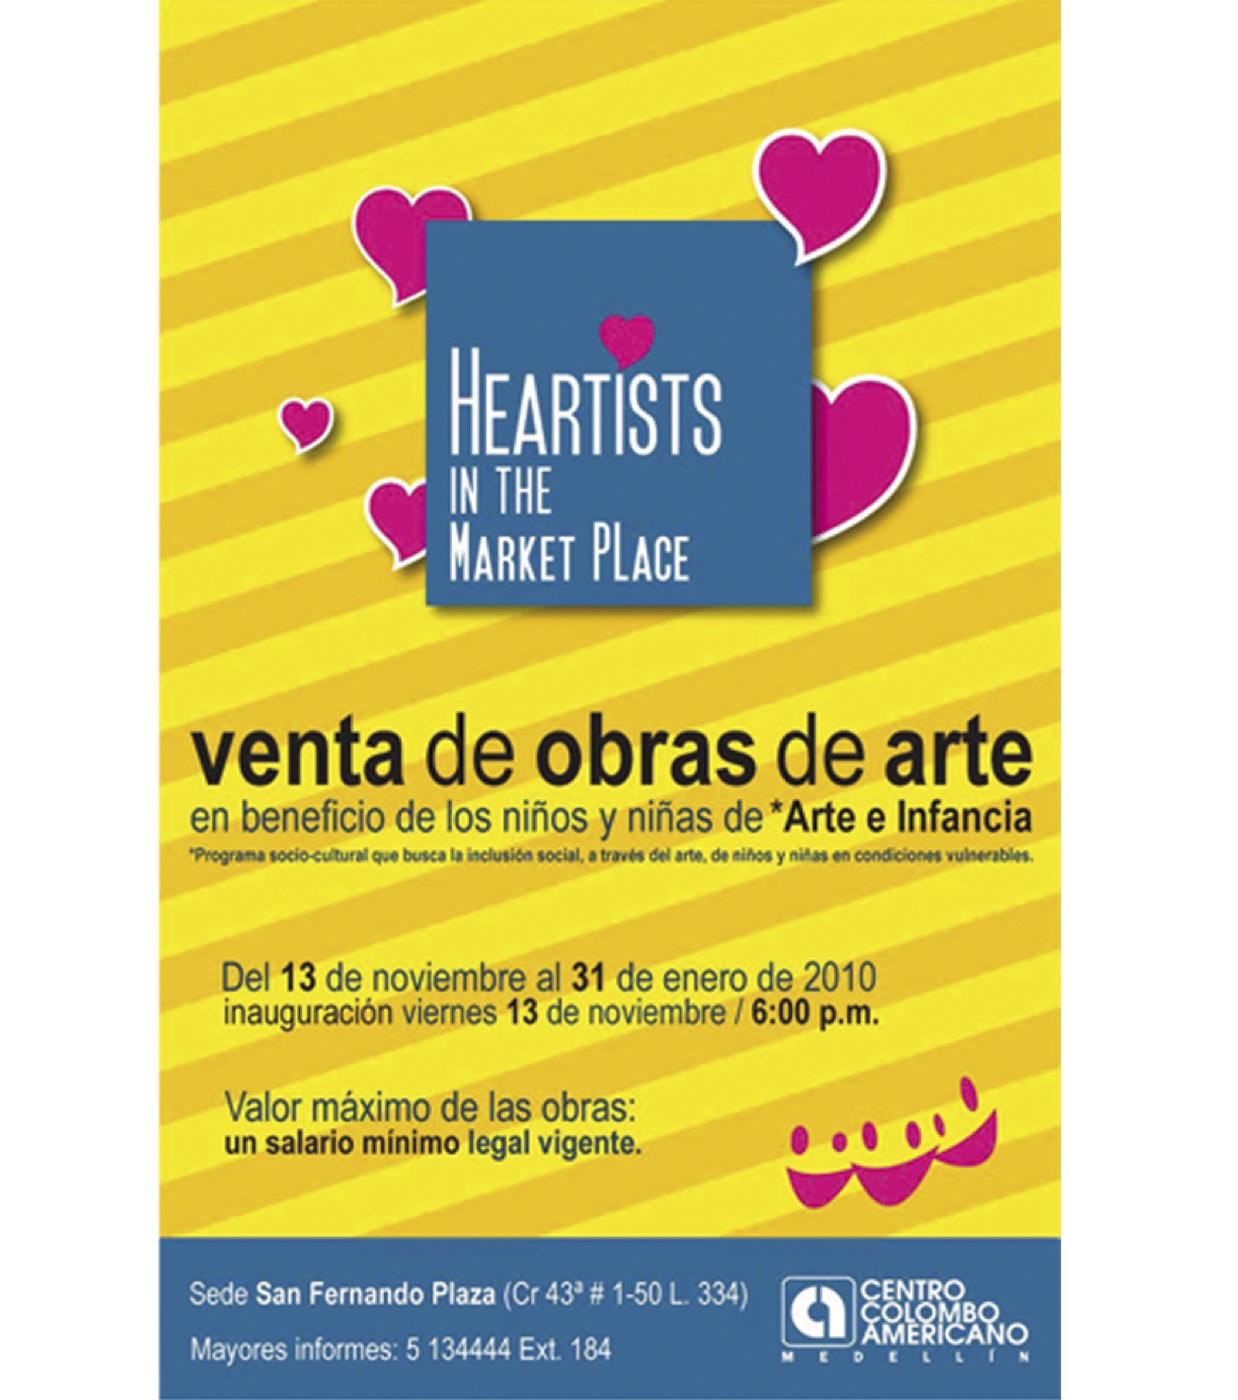 HEARTISTS
IN THE
MARKET PLACE
venta de obras de arte
en beneficio de los niños y niñas de *Arte e Infancia
*Programa socio-cultural que busca la inclusión social, a través del arte, de niños y niñas en condiciones vulnerables.
Del 13 de noviembre al 31 de enero de 2010
inauguración viernes 13 de noviembre / 6:00 p.m.
Valor máximo de las obras:
un salario mínimo legal vigente.
Sede San Fernando Plaza (Cr 43ª # 1-50 L. 334)
Mayores informes: 5 134444 Ext. 184
CENTRO
COLOMBO
AMERICANO
MEDELLÍN